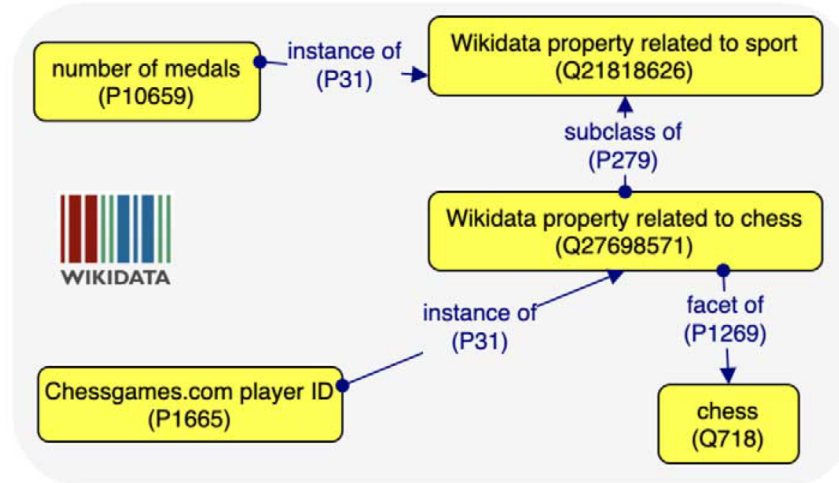 number of medals
(P10659)
instance of
(P31)
Wikidata property related to sport
(Q21818626)
subclass of
(P279)
Wikidata property related to chess
(Q27698571)
WIKIDATA
instance of
(P31)
facet of
(P1269)
Chessgames.com player ID
(P1665)
chess
(Q718)